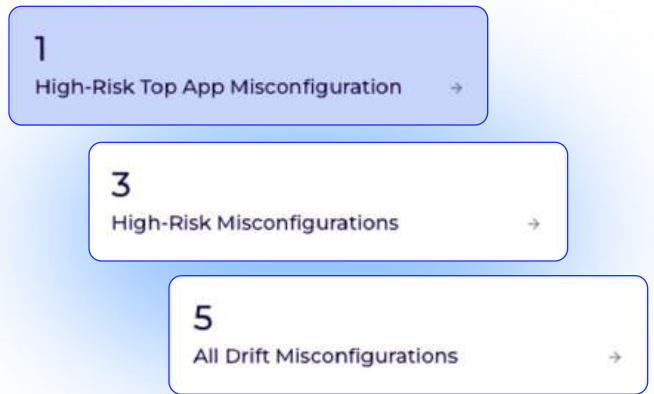 1
High-Risk Top App Misconfiguration →
3
High-Risk Misconfigurations →
5
All Drift Misconfigurations →